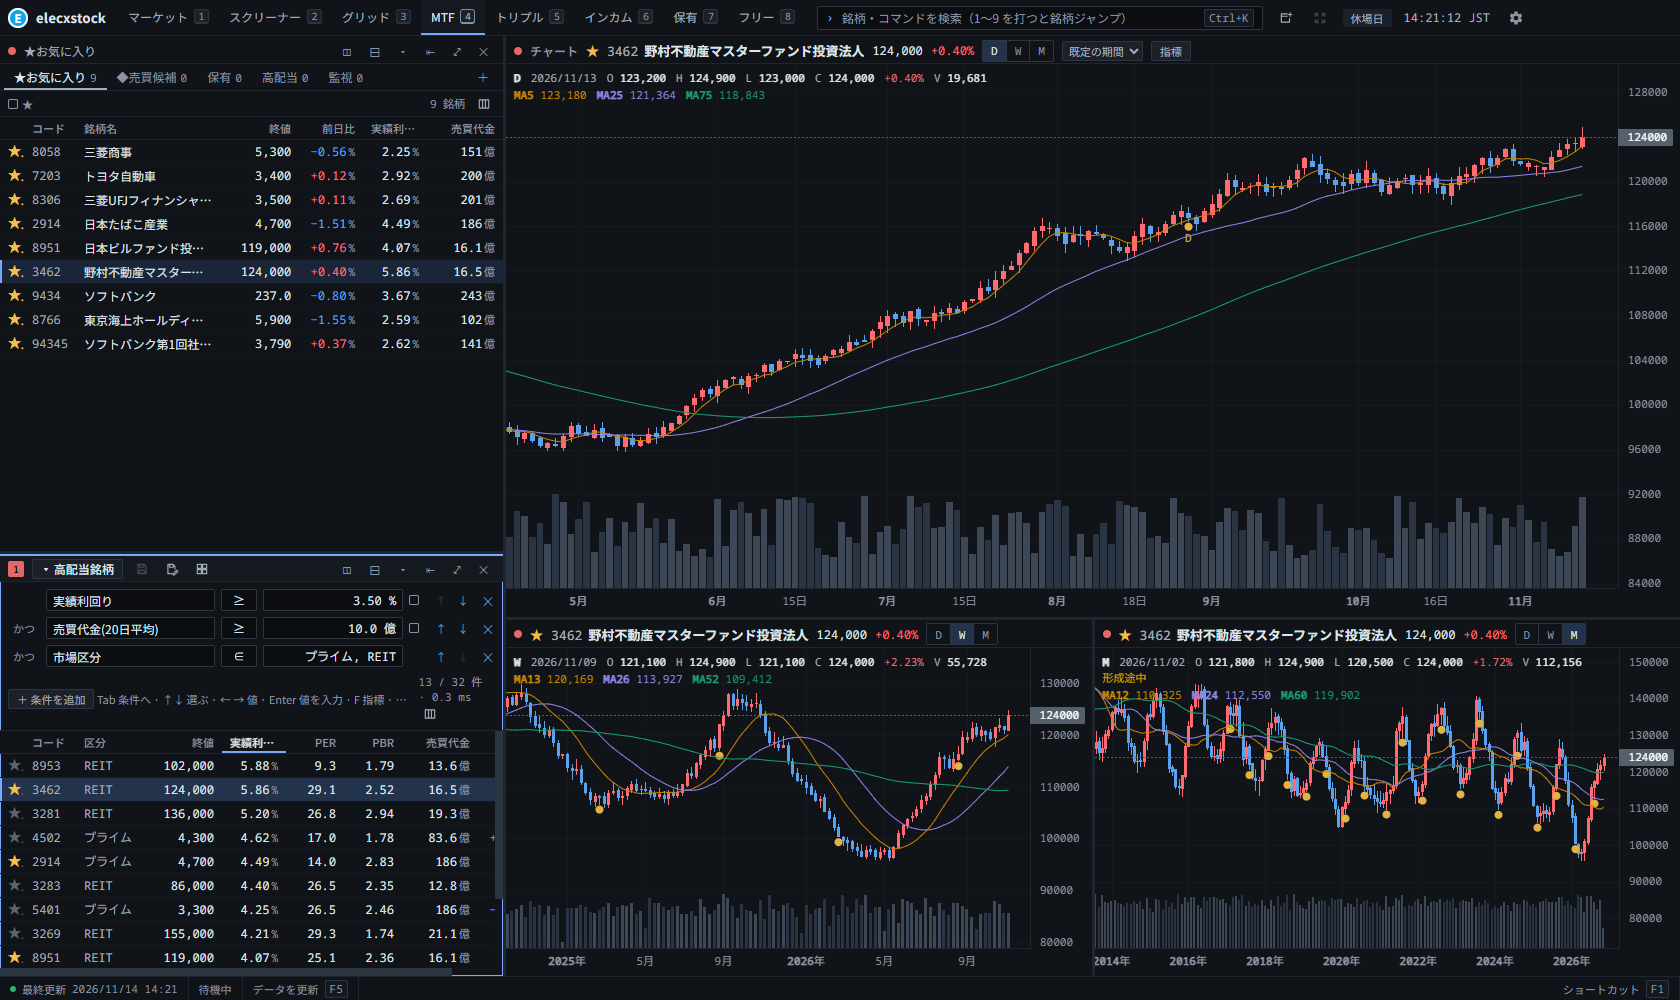 E elecxstock マーケット 1 スクリーナー 2 グリッド 3 MTF 4 トリプル 5 インカム 6 保有 7 フリー 8 › 銘柄・コマンドを検索（1〜9 を打つと銘柄ジャンプ） Ctrl+K 休場日 14:21:12 JST
★お気に入り
★お気に入り 9 ◆売買候補 0 保有 0 高配当 0 監視 0 +
★ 9 銘柄
コード 銘柄名 終値 前日比 実績利… 売買代金
★ 8058 三菱商事 5,300 −0.56% 2.25% 151億
★ 7203 トヨタ自動車 3,400 +0.12% 2.92% 200億
★ 8306 三菱UFJフィナンシャ… 3,500 +0.11% 2.69% 201億
★ 2914 日本たばこ産業 4,700 −1.51% 4.49% 186億
★ 8951 日本ビルファンド投… 119,000 +0.76% 4.07% 16.1億
★ 3462 野村不動産マスター… 124,000 +0.40% 5.86% 16.5億
★ 9434 ソフトバンク 237.0 −0.80% 3.67% 243億
★ 8766 東京海上ホールディ… 5,900 −1.55% 2.59% 102億
★ 94345 ソフトバンク第1回社… 3,790 +0.37% 2.62% 141億
1 高配当銘柄
実績利回り ≥ 3.50 % ↑ ↓ ×
かつ 売買代金(20日平均) ≥ 10.0 億 ↑ ↓ ×
かつ 市場区分 ∈ プライム, REIT ↑ ↓ ×
＋ 条件を追加 Tab 条件へ・↑↓ 選ぶ・←→ 値・Enter 値を入力・F 指標・… 13 / 32 件 · 0.3 ms
コード 区分 終値 実績利… PER PBR 売買代金
★ 8953 REIT 102,000 5.88% 9.3 1.79 13.6億
★ 3462 REIT 124,000 5.86% 29.1 2.52 16.5億
★ 3281 REIT 136,000 5.20% 26.8 2.94 19.3億
★ 4502 プライム 4,300 4.62% 17.0 1.78 83.6億 +
★ 2914 プライム 4,700 4.49% 14.0 2.83 186億
★ 3283 REIT 86,000 4.40% 26.5 2.35 12.8億
★ 5401 プライム 3,300 4.25% 26.5 2.46 186億 −
★ 3269 REIT 155,000 4.21% 29.3 1.74 21.1億
★ 8951 REIT 119,000 4.07% 25.1 2.36 16.1億
チャート ★ 3462 野村不動産マスターファンド投資法人 124,000 +0.40% D W M 既定の期間 指標
D 2026/11/13 O 123,200 H 124,900 L 123,000 C 124,000 +0.40% V 19,681
MA5 123,180 MA25 121,364 MA75 118,843
D
128000
124000
120000
116000
112000
108000
104000
100000
96000
92000
88000
84000
5月 6月 15日 7月 15日 8月 18日 9月 10月 16日 11月
★ 3462 野村不動産マスターファンド投資法人 124,000 +0.40% D W M
W 2026/11/09 O 121,100 H 124,900 L 121,100 C 124,000 +2.23% V 55,728
MA13 120,169 MA26 113,927 MA52 109,412
130000
124000
120000
110000
100000
90000
80000
2025年 5月 9月 2026年 5月 9月
★ 3462 野村不動産マスターファンド投資法人 124,000 +0.40% D W M
M 2026/11/02 O 121,800 H 124,900 L 120,500 C 124,000 +1.72% V 112,156
形成途中
MA12 110,325 MA24 112,550 MA60 119,902
150000
140000
130000
124000
120000
110000
100000
90000
80000
2014年 2016年 2018年 2020年 2022年 2024年 2026年
最終更新 2026/11/14 14:21 待機中 データを更新 F5 ショートカット F1